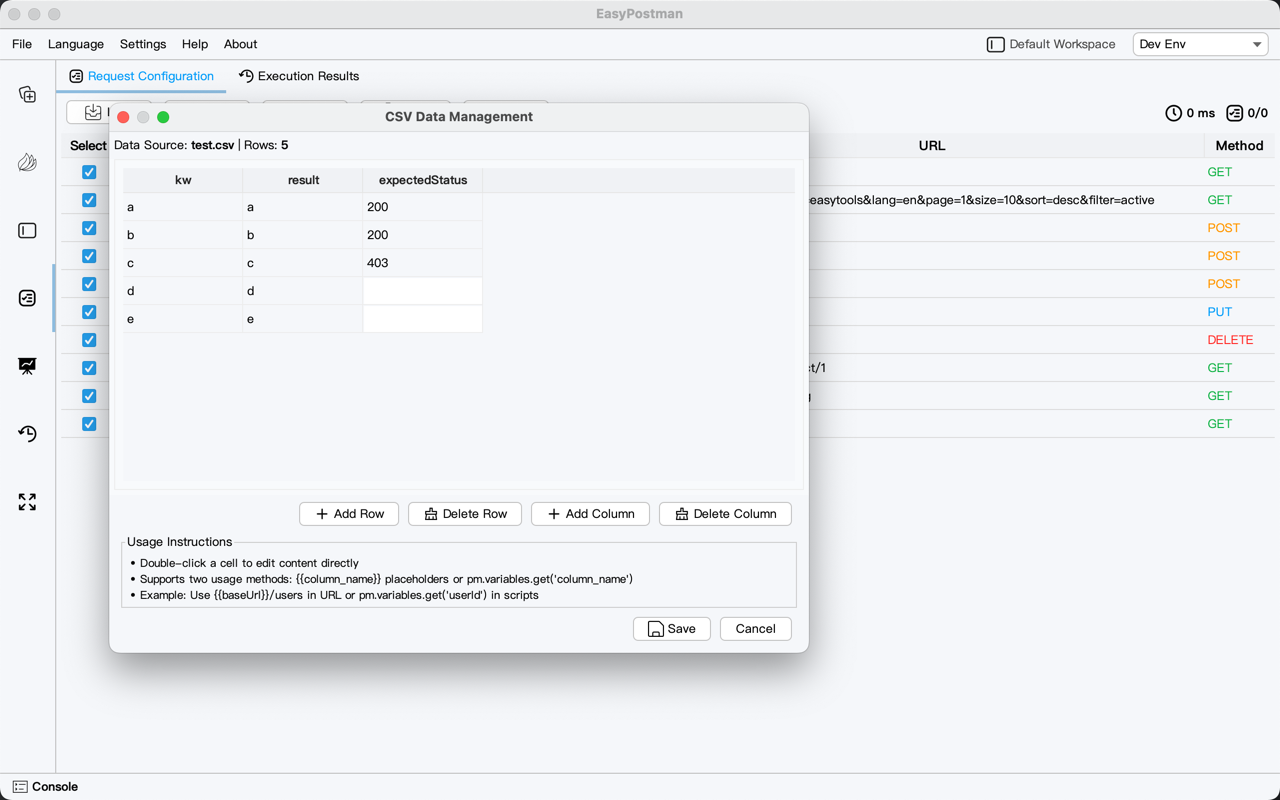 EasyPostman
File Language Settings Help About Default Workspace Dev Env
Request Configuration Execution Results
0 ms 0/0
CSV Data Management
Select URL Method
Data Source: test.csv | Rows: 5
kw result expectedStatus
a a 200
b b 200
c c 403
d d
e e
GET
easytools&lang=en&page=1&size=10&sort=desc&filter=active GET
POST
POST
POST
PUT
DELETE
t/1 GET
GET
GET
Add Row Delete Row Add Column Delete Column
Usage Instructions
• Double-click a cell to edit content directly
• Supports two usage methods: {{column_name}} placeholders or pm.variables.get('column_name')
• Example: Use {{baseUrl}}/users in URL or pm.variables.get('userId') in scripts
Save Cancel
Console